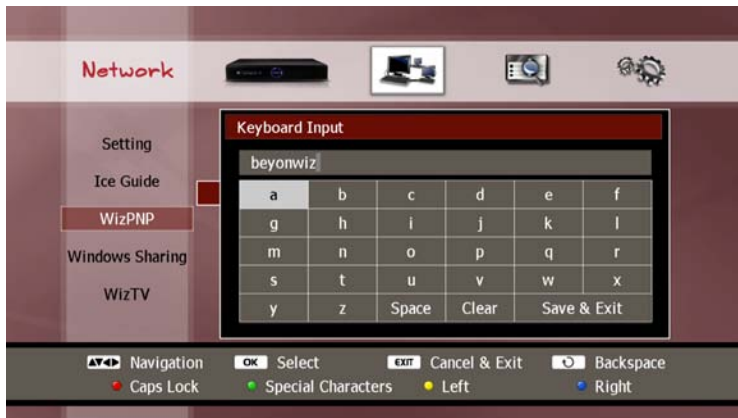 Network
Setting
Ice Guide
WizPNP
Windows Sharing
WizTV
Keyboard Input
beyonwiz
a b c d e f
g h i j k l
m n o p q r
s t u v w x
y z Space Clear Save & Exit
Navigation OK Select EXIT Cancel & Exit Backspace
Caps Lock Special Characters Left Right